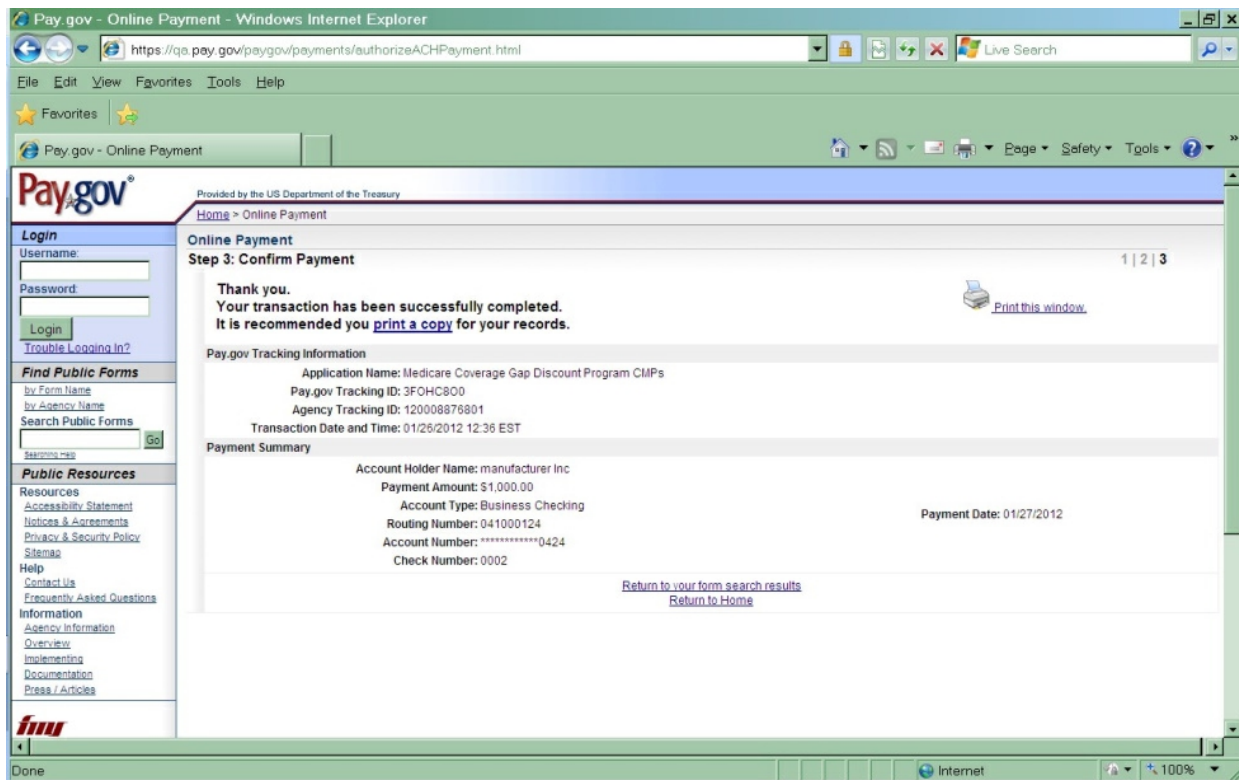 Pay.gov - Online Payment - Windows Internet Explorer
https://qa.pay.gov/paygov/payments/authorizeACHPayment.html
Live Search
File Edit View Favorites Tools Help
Favorites
Pay.gov - Online Payment
Page Safety Tools
Pay.gov®
Provided by the US Department of the Treasury
Home > Online Payment
Login
Username:
Password:
Login
Trouble Logging In?
Find Public Forms
by Form Name
by Agency Name
Search Public Forms
Go
Searching Help
Public Resources
Resources
Accessibility Statement
Notices & Agreements
Privacy & Security Policy
Sitemap
Help
Contact Us
Frequently Asked Questions
Information
Agency Information
Overview
Implementing
Documentation
Press / Articles
Online Payment
Step 3: Confirm Payment
1 | 2 | 3
Thank you.
Your transaction has been successfully completed.
It is recommended you print a copy for your records.
Print this window.
Pay.gov Tracking Information
Application Name: Medicare Coverage Gap Discount Program CMPs
Pay.gov Tracking ID: 3FOHC8O0
Agency Tracking ID: 120008876801
Transaction Date and Time: 01/26/2012 12:36 EST
Payment Summary
Account Holder Name: manufacturer Inc
Payment Amount: $1,000.00
Account Type: Business Checking
Routing Number: 041000124
Account Number: ************0424
Check Number: 0002
Payment Date: 01/27/2012
Return to your form search results
Return to Home
Done
Internet
100%